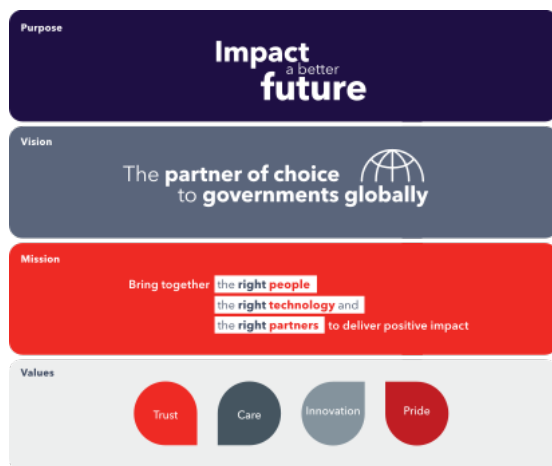 Purpose
Impact
a better
future
Vision
The partner of choice
to governments globally
Mission
Bring together the right people
the right technology and
the right partners to deliver positive impact
Values
Trust
Care
Innovation
Pride